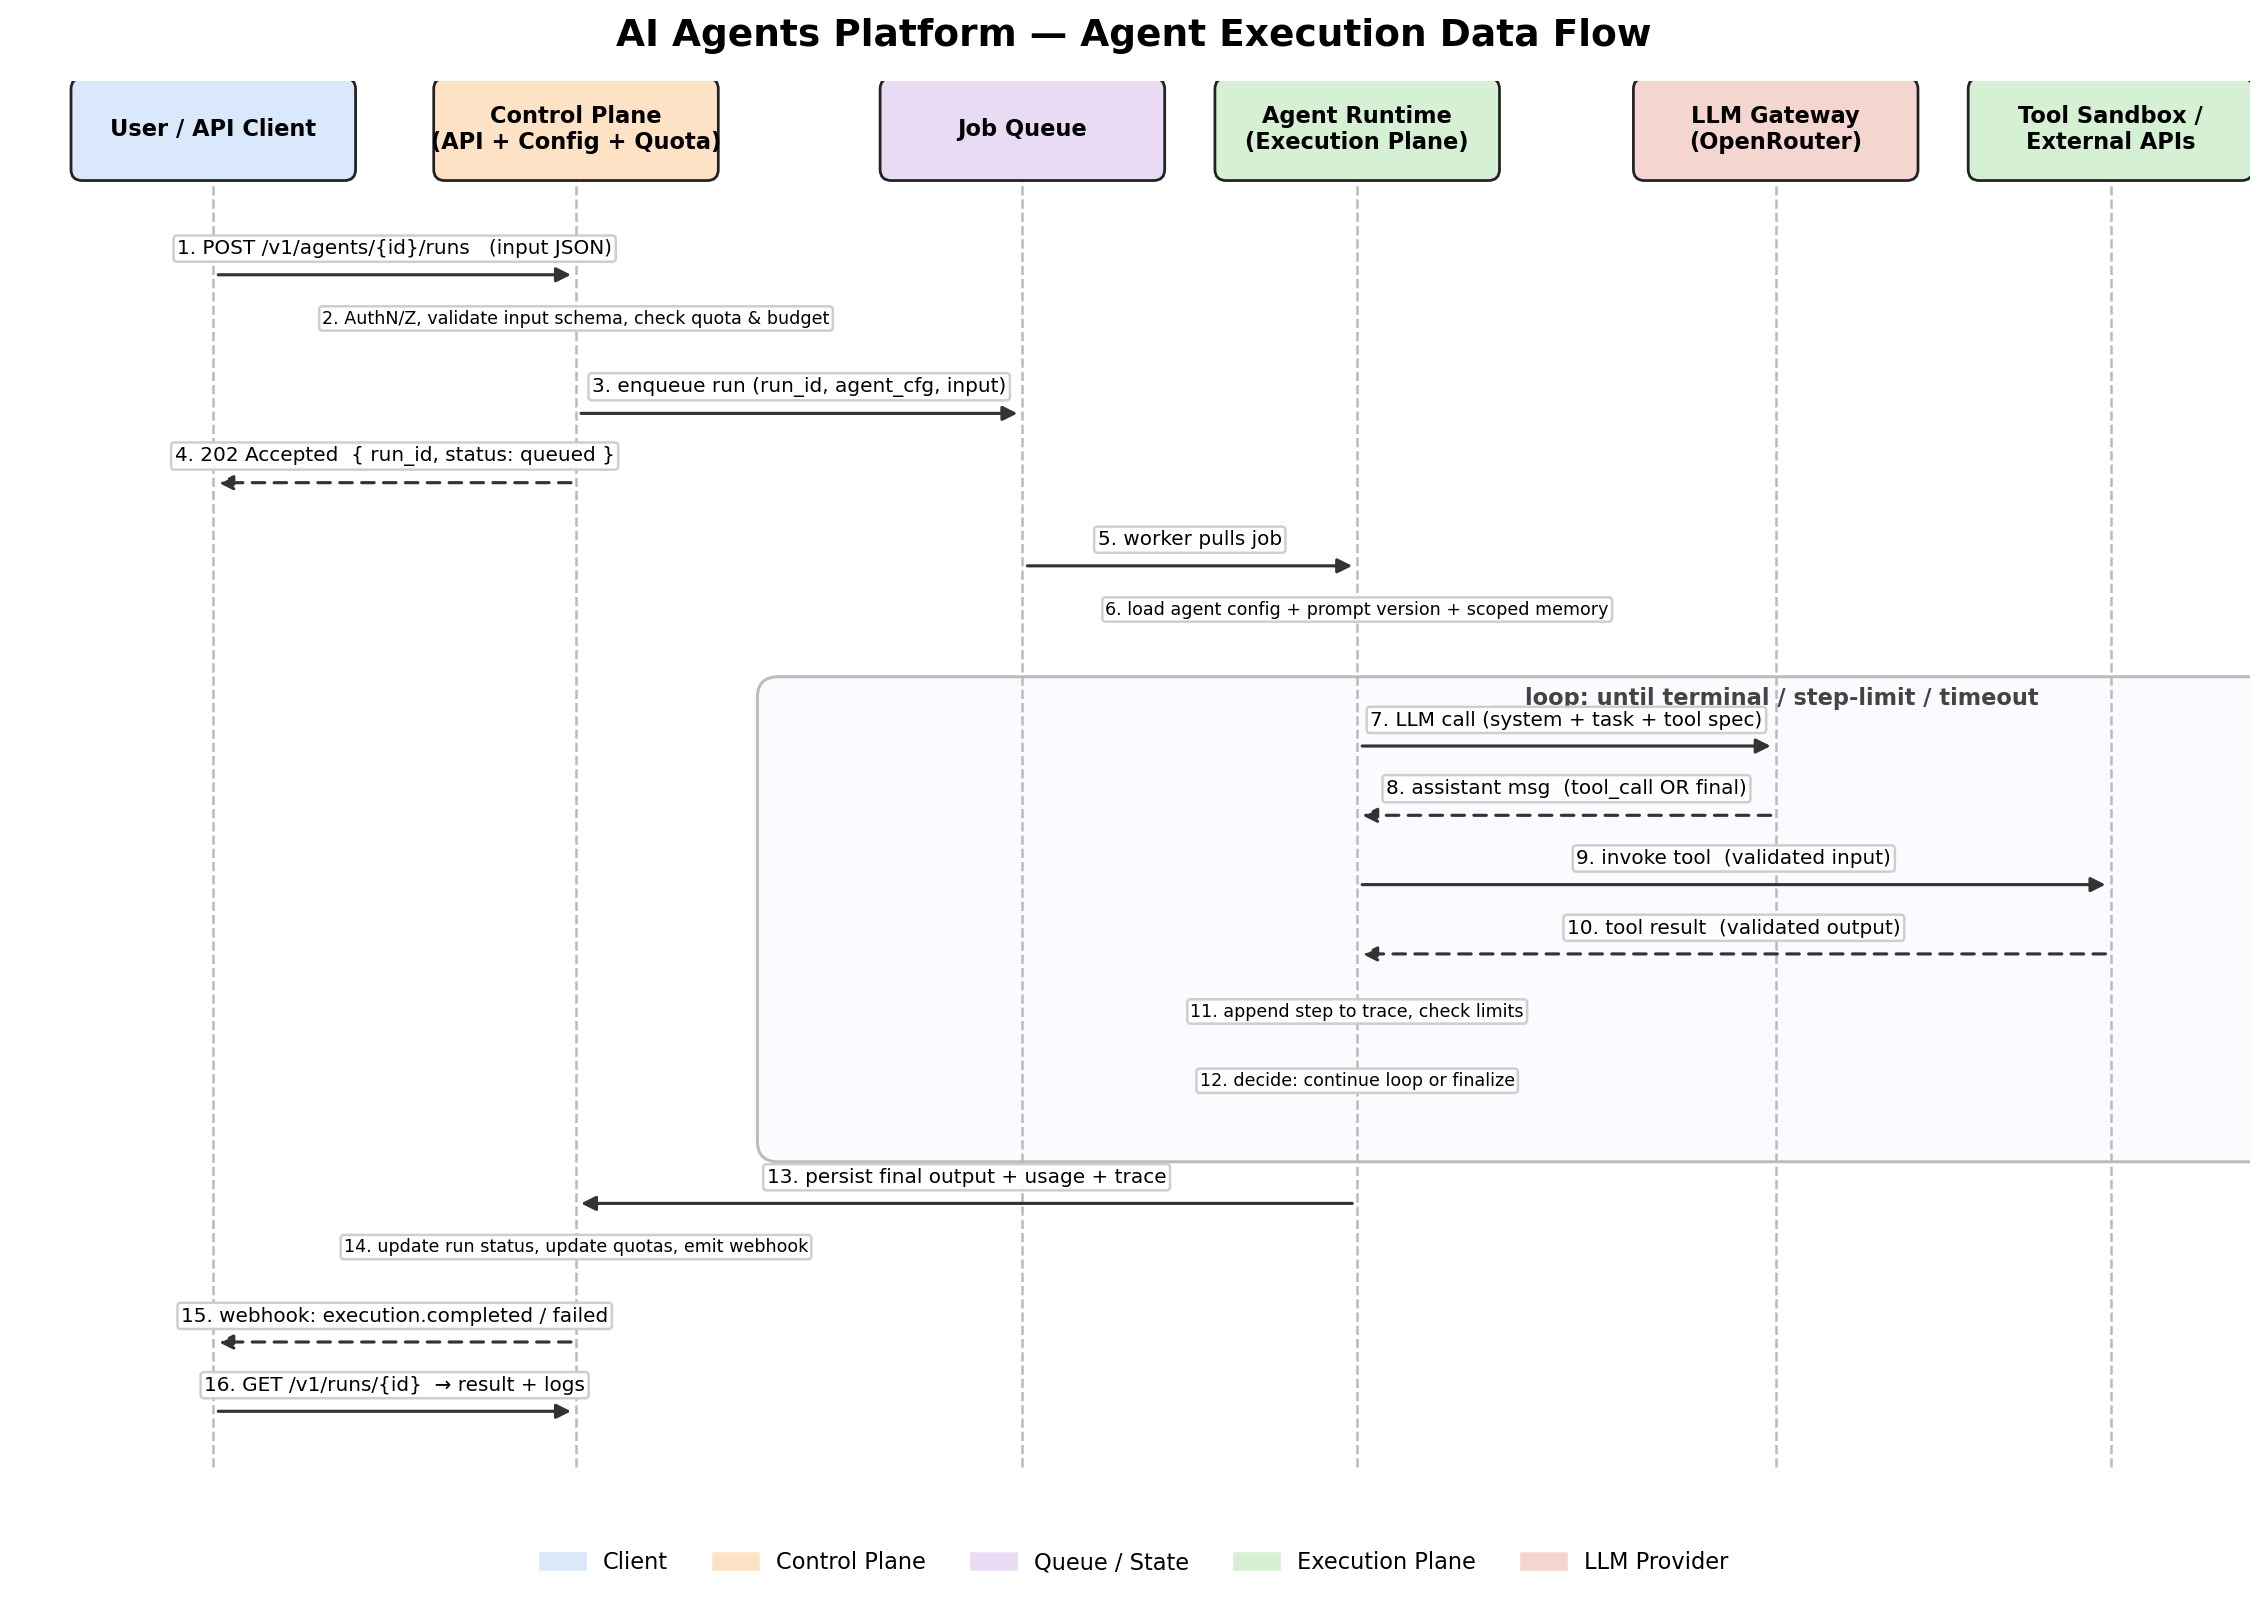 AI Agents Platform — Agent Execution Data Flow
User / API Client
Control Plane
(API + Config + Quota)
Job Queue
Agent Runtime
(Execution Plane)
LLM Gateway
(OpenRouter)
Tool Sandbox /
External APIs
1. POST /v1/agents/{id}/runs   (input JSON)
2. AuthN/Z, validate input schema, check quota & budget
3. enqueue run (run_id, agent_cfg, input)
4. 202 Accepted  { run_id, status: queued }
5. worker pulls job
6. load agent config + prompt version + scoped memory
loop: until terminal / step-limit / timeout
7. LLM call (system + task + tool spec)
8. assistant msg  (tool_call OR final)
9. invoke tool  (validated input)
10. tool result  (validated output)
11. append step to trace, check limits
12. decide: continue loop or finalize
13. persist final output + usage + trace
14. update run status, update quotas, emit webhook
15. webhook: execution.completed / failed
16. GET /v1/runs/{id}  → result + logs
Client
Control Plane
Queue / State
Execution Plane
LLM Provider